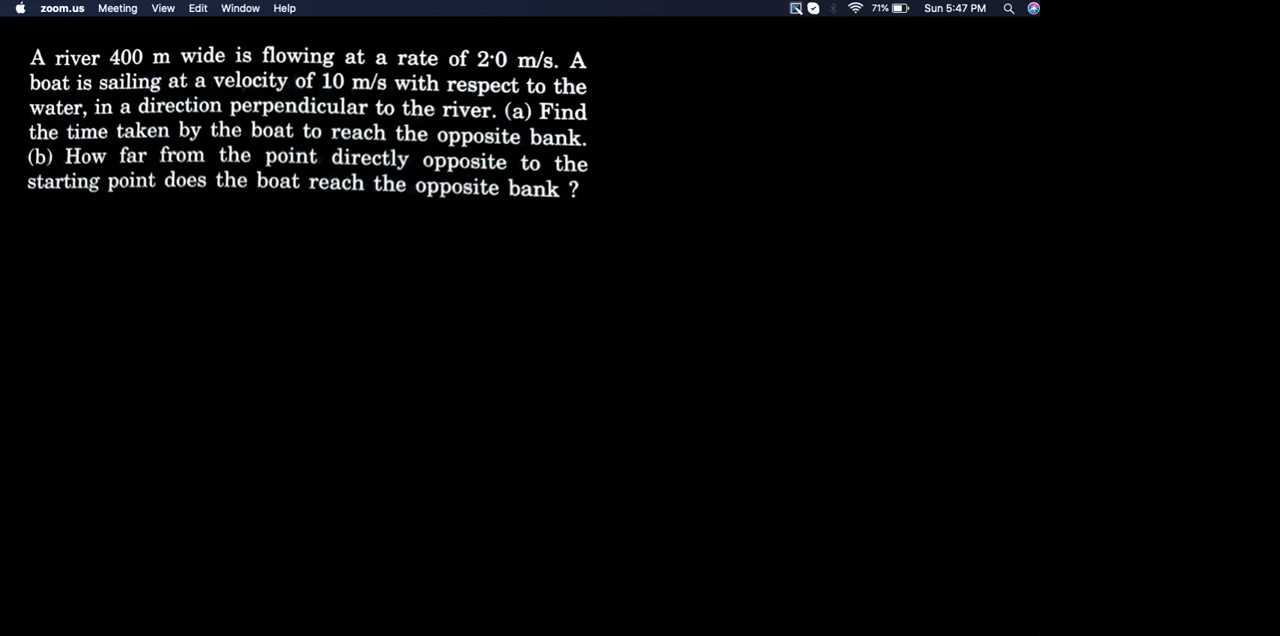 zoom.us Meeting View Edit Window Help 71% Sun 5:47 PM
A river 400 m wide is flowing at a rate of 2·0 m/s. A
boat is sailing at a velocity of 10 m/s with respect to the
water, in a direction perpendicular to the river. (a) Find
the time taken by the boat to reach the opposite bank.
(b) How far from the point directly opposite to the
starting point does the boat reach the opposite bank ?